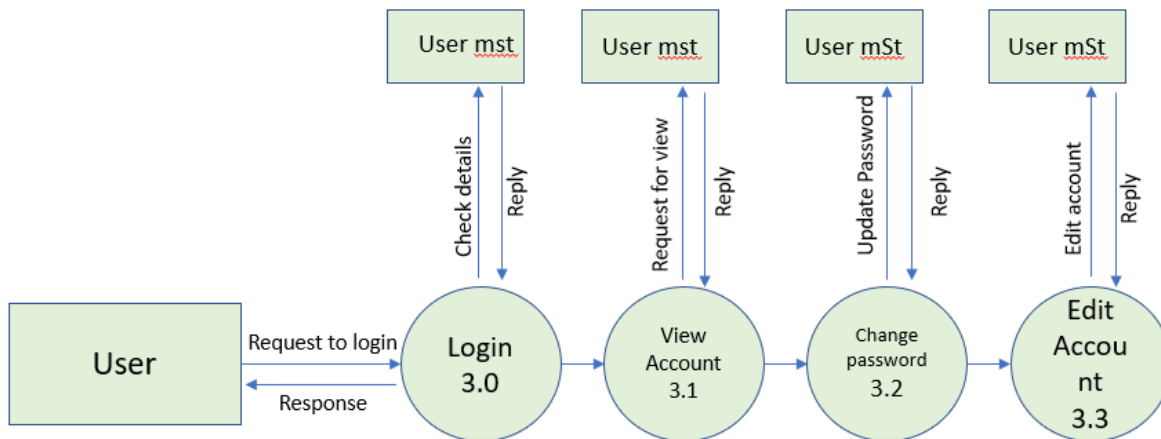 User mst
User mst
User mSt
User mSt
Check details
Reply
Request for view
Reply
Update Password
Reply
Edit account
Reply
User
Request to login
Response
Login
3.0
View
Account
3.1
Change
password
3.2
Edit
Accou
nt
3.3